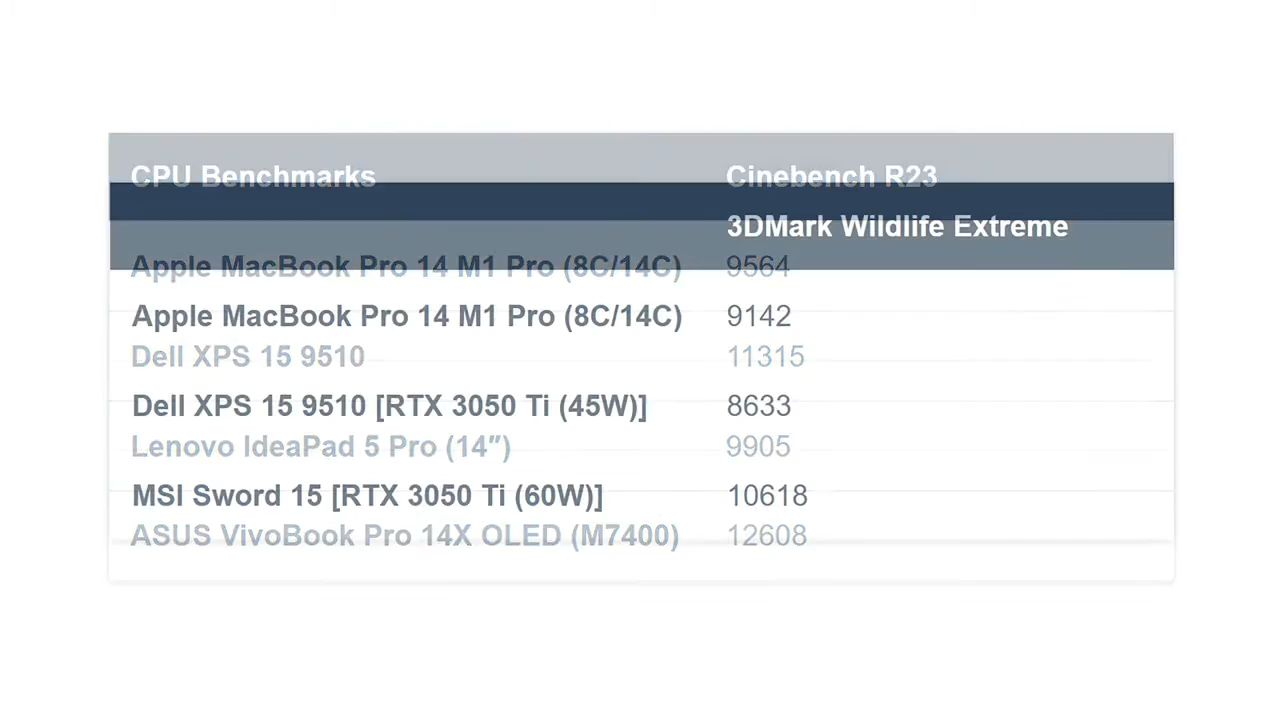 CPU Benchmarks Cinebench R23
3DMark Wildlife Extreme
Apple MacBook Pro 14 M1 Pro (8C/14C) 9564
Apple MacBook Pro 14 M1 Pro (8C/14C) 9142
Dell XPS 15 9510 11315
Dell XPS 15 9510 [RTX 3050 Ti (45W)] 8633
Lenovo IdeaPad 5 Pro (14″) 9905
MSI Sword 15 [RTX 3050 Ti (60W)] 10618
ASUS VivoBook Pro 14X OLED (M7400) 12608